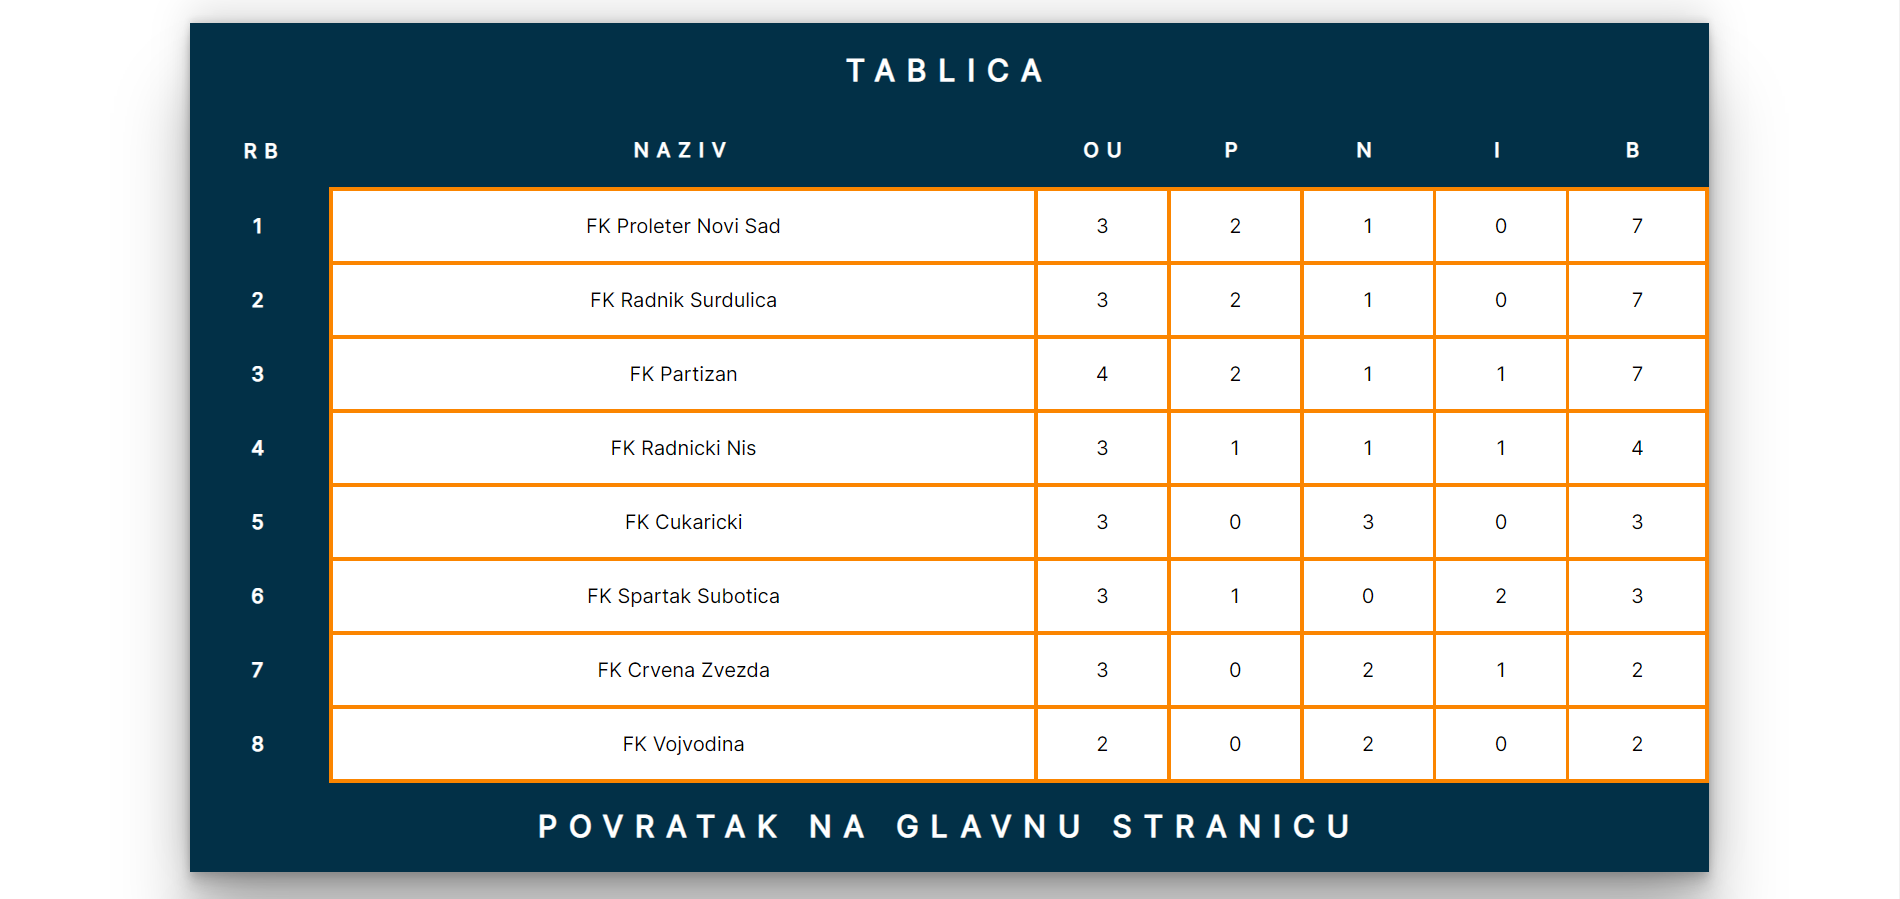 TABLICA
RB NAZIV OU P N I B
1 FK Proleter Novi Sad 3 2 1 0 7
2 FK Radnik Surdulica 3 2 1 0 7
3 FK Partizan 4 2 1 1 7
4 FK Radnicki Nis 3 1 1 1 4
5 FK Cukaricki 3 0 3 0 3
6 FK Spartak Subotica 3 1 0 2 3
7 FK Crvena Zvezda 3 0 2 1 2
8 FK Vojvodina 2 0 2 0 2
POVRATAK NA GLAVNU STRANICU